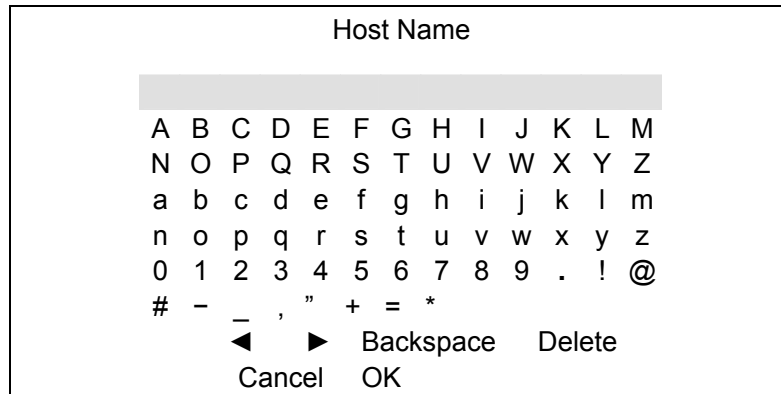 Host Name
A B C D E F G H I J K L M
N O P Q R S T U V W X Y Z
a b c d e f g h i j k l m
n o p q r s t u v w x y z
0 1 2 3 4 5 6 7 8 9 . ! @
# − _ , ” + = *
◄ ► Backspace Delete
Cancel OK